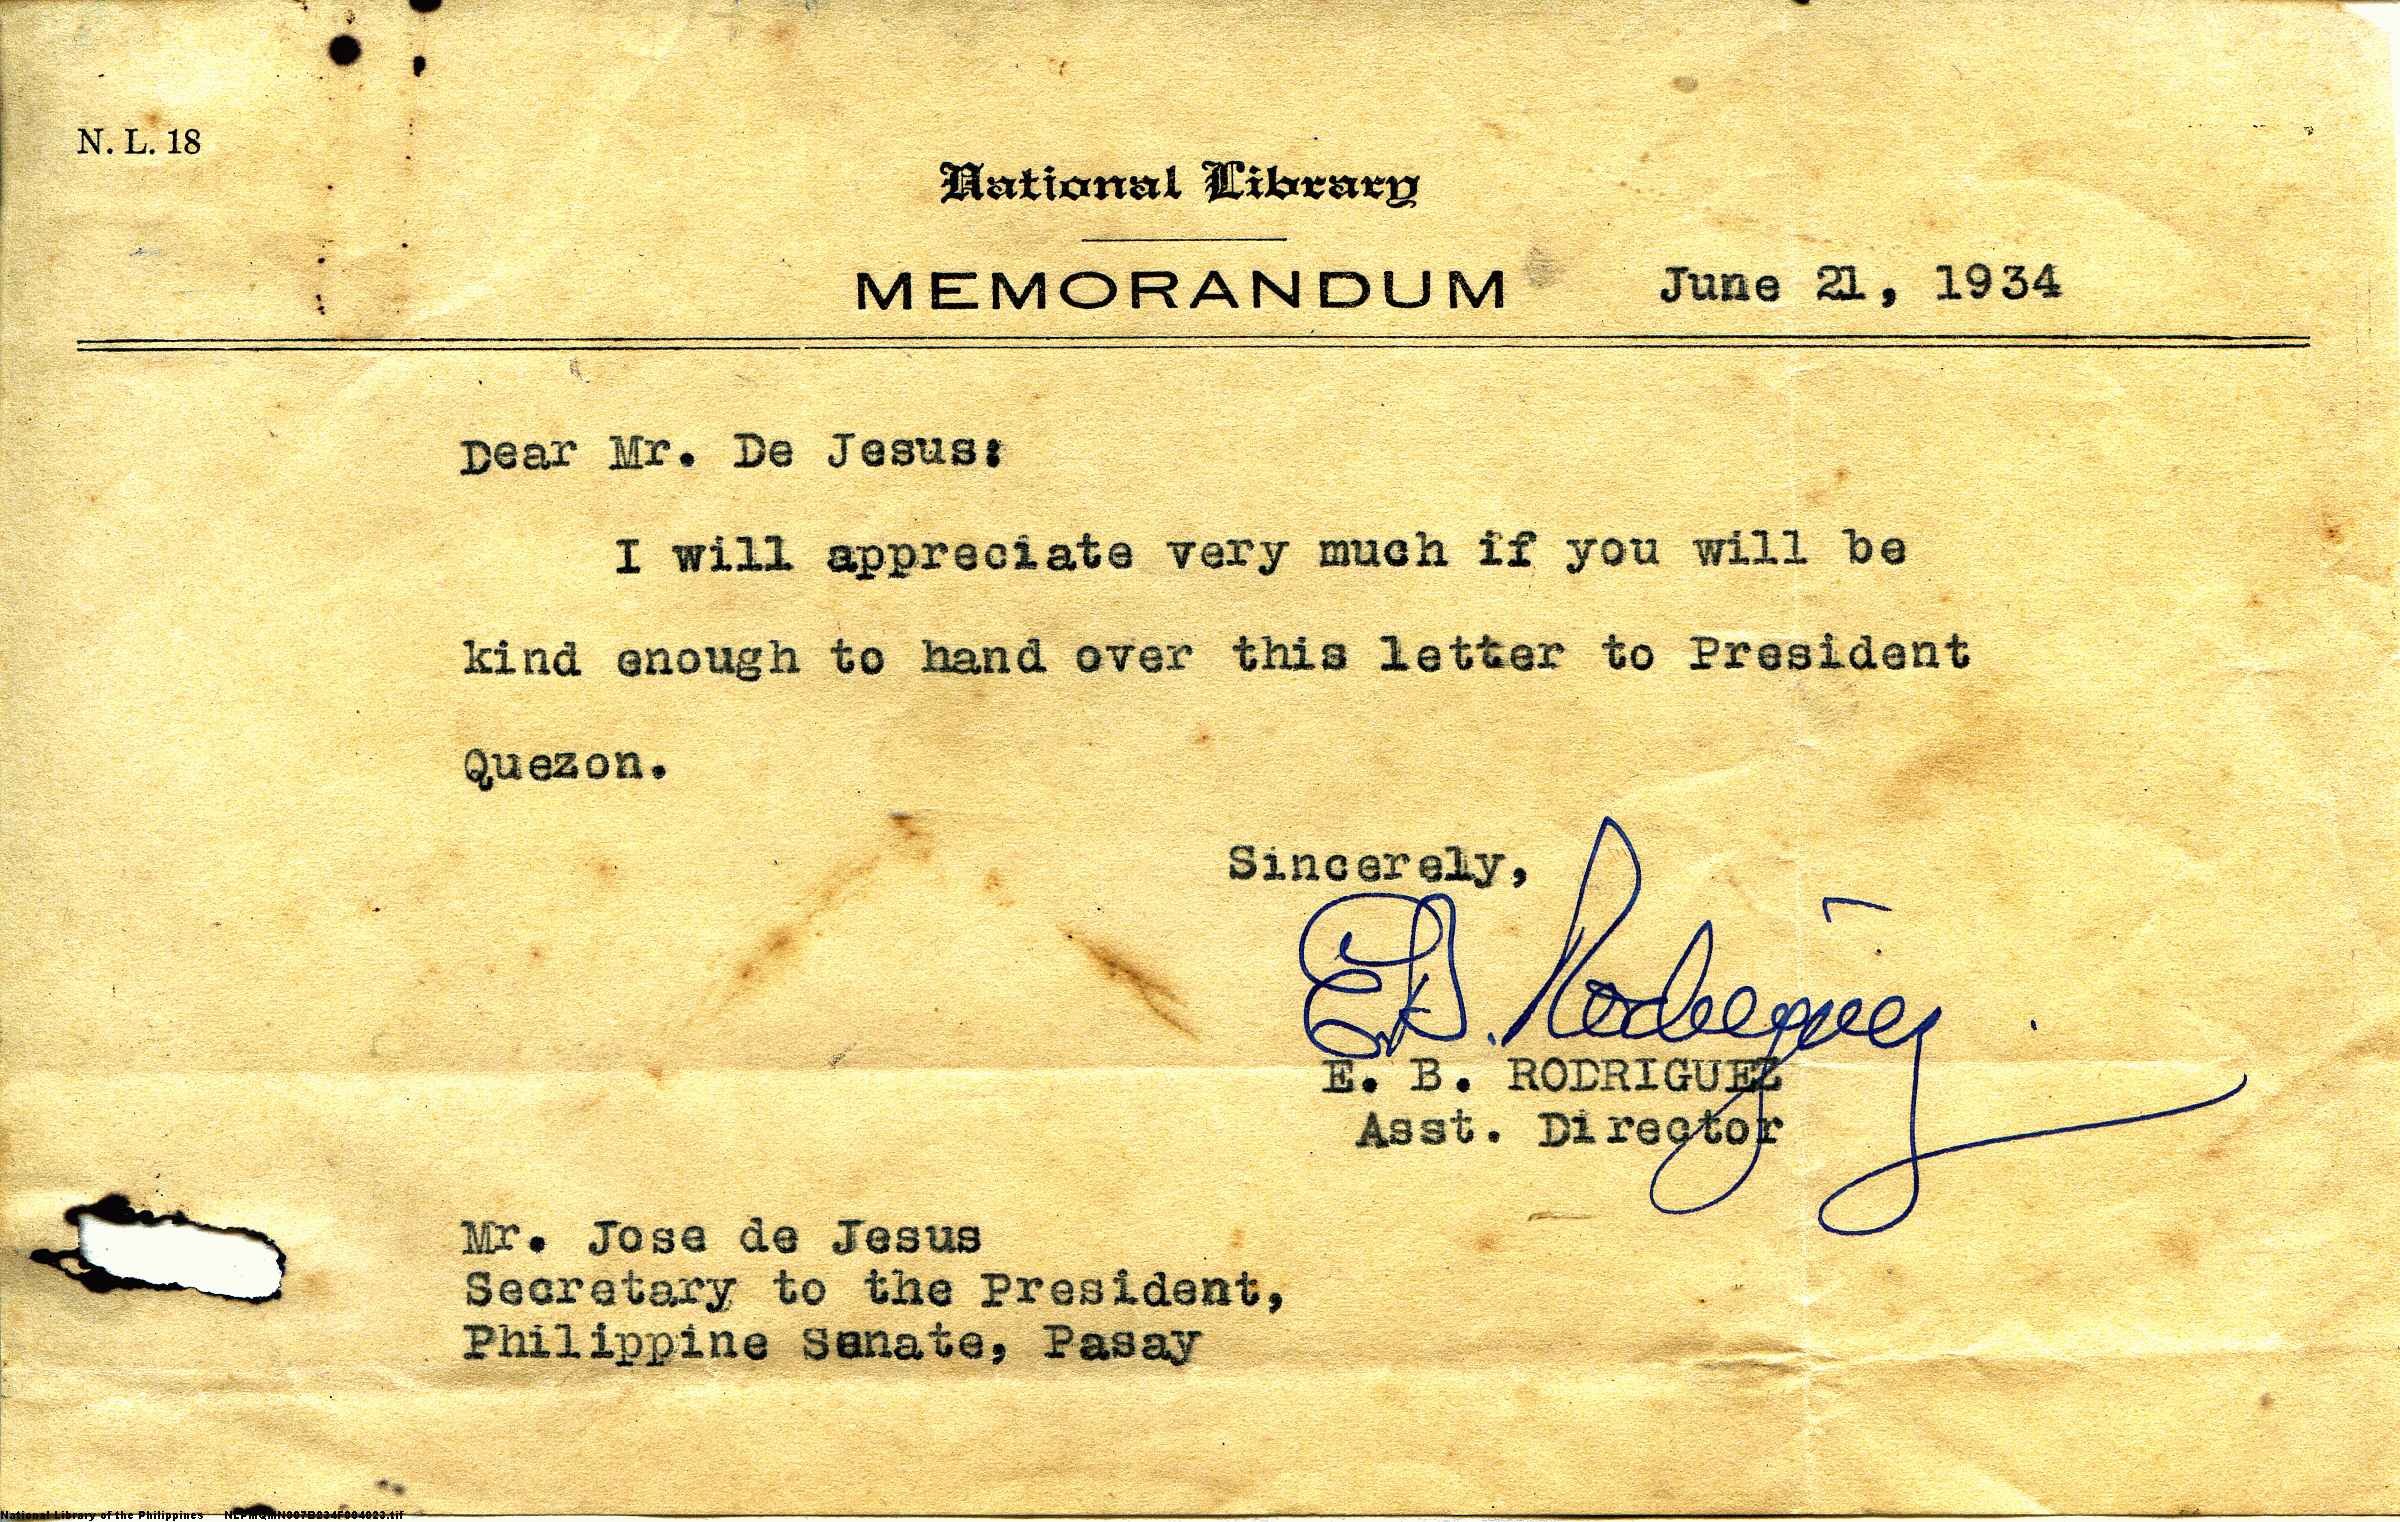 N. L. 18
National Library
MEMORANDUM
June 21, 1934
Dear Mr. De Jesus:
I will appreciate very much if you will be
kind enough to hand over this letter to President
Quezon.
Sincerely,
E. B. Rodriguez
E. B. RODRIGUEZ
Asst. Director
Mr. Jose de Jesus
Secretary to the President,
Philippine Senate, Pasay
National Library of the Philippines